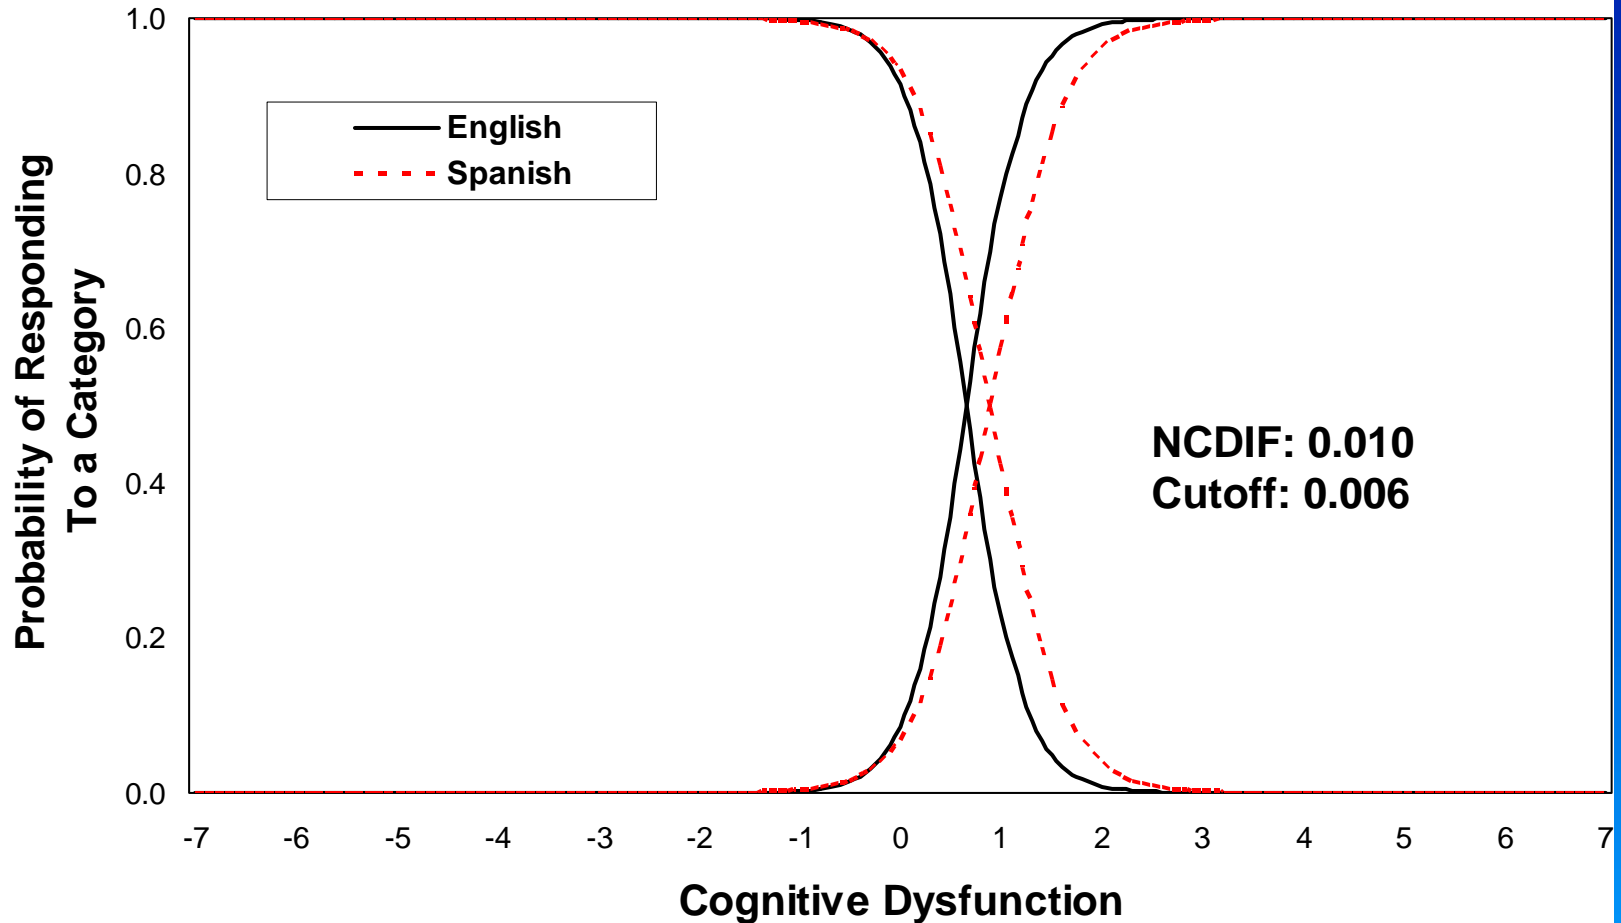 1.0
0.8
0.6
0.4
0.2
0.0
Probability of Responding
To a Category
English
Spanish
NCDIF: 0.010
Cutoff: 0.006
-7 -6 -5 -4 -3 -2 -1 0 1 2 3 4 5 6 7
Cognitive Dysfunction